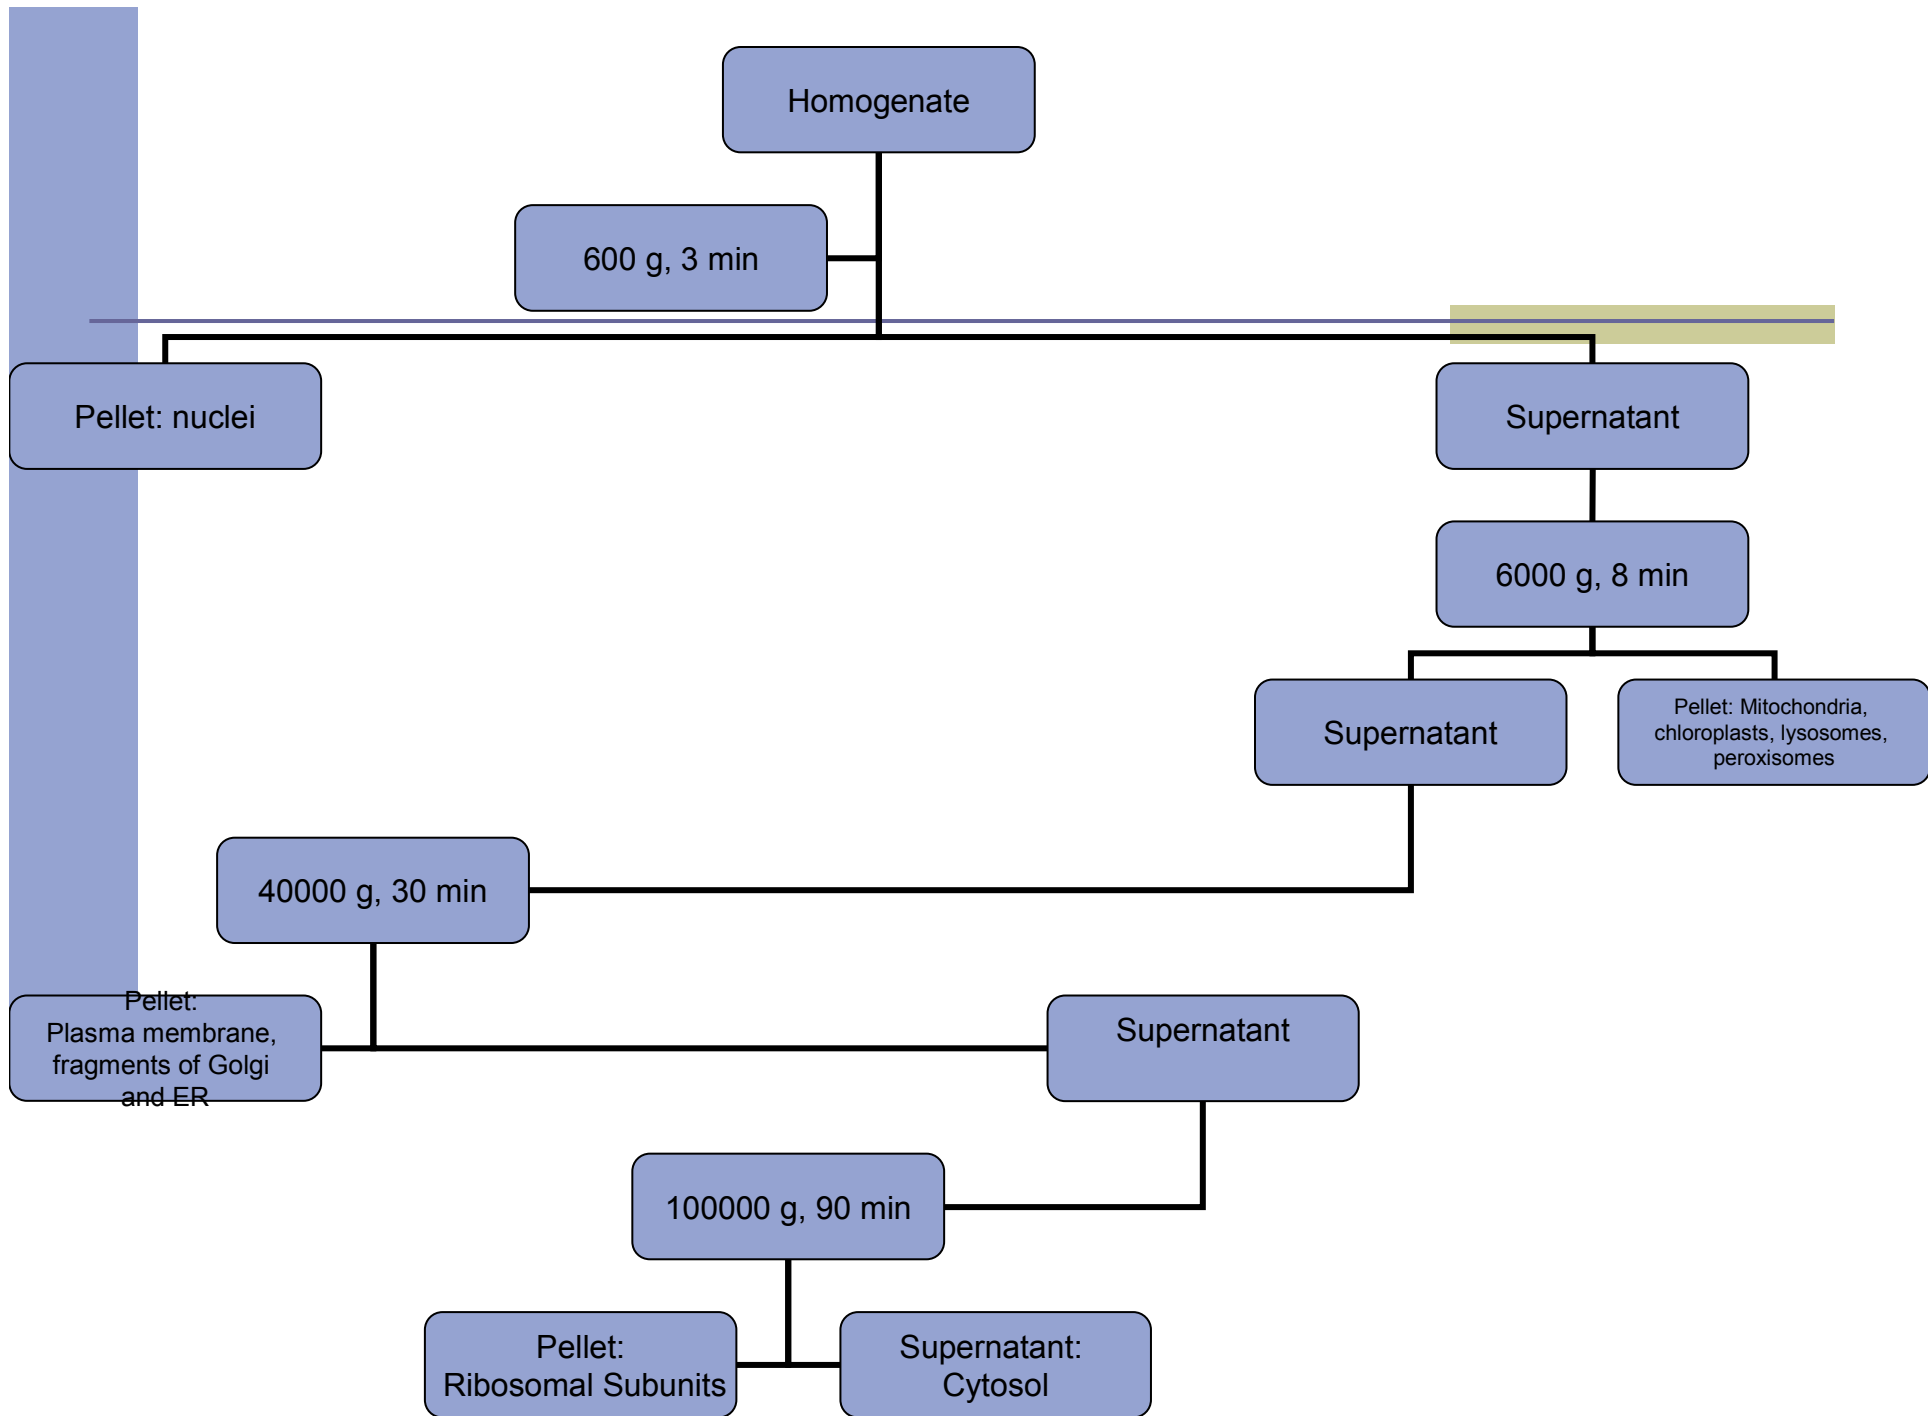 Homogenate
600 g, 3 min
Pellet: nuclei
Supernatant
6000 g, 8 min
Supernatant
Pellet: Mitochondria,
chloroplasts, lysosomes,
peroxisomes
40000 g, 30 min
Pellet:
Plasma membrane,
fragments of Golgi
and ER
Supernatant
100000 g, 90 min
Pellet:
Ribosomal Subunits
Supernatant:
Cytosol